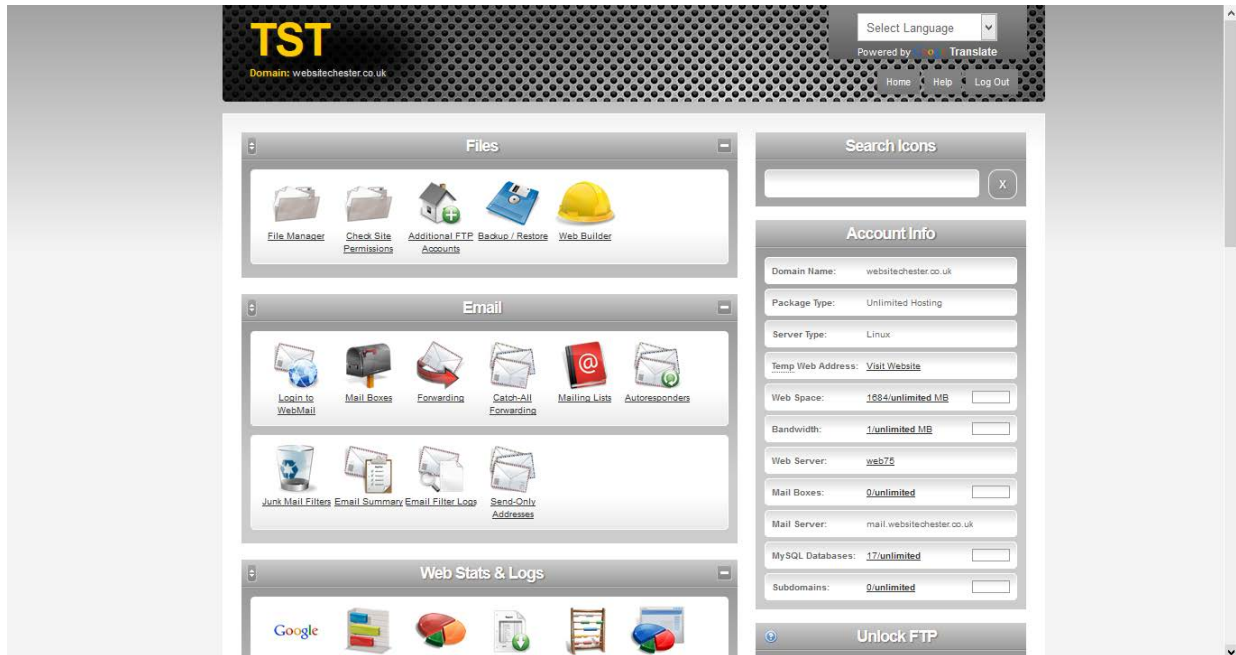 TST
Domain: websitechester.co.uk
Select Language
Powered by Translate
Home Help Log Out
Files
File Manager
Check Site
Permissions
Additional FTP
Accounts
Backup / Restore
Web Builder
Email
Login to
WebMail
Mail Boxes
Forwarding
Catch-All
Forwarding
Mailing Lists
Autoresponders
Junk Mail Filters
Email Summary
Email Filter Logs
Send-Only
Addresses
Web Stats & Logs
Google
Search Icons
X
Account Info
Domain Name: websitechester.co.uk
Package Type: Unlimited Hosting
Server Type: Linux
Temp Web Address: Visit Website
Web Space: 1684/unlimited MB
Bandwidth: 1/unlimited MB
Web Server: web75
Mail Boxes: 0/unlimited
Mail Server: mail.websitechester.co.uk
MySQL Databases: 17/unlimited
Subdomains: 0/unlimited
Unlock FTP